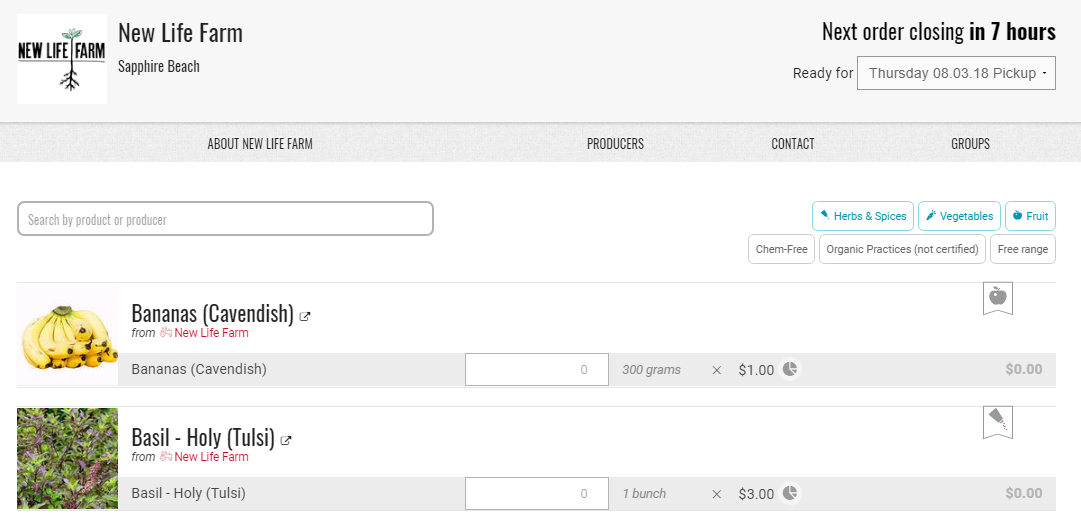 NEW LIFE FARM
New Life Farm
Sapphire Beach
Next order closing in 7 hours
Ready for Thursday 08.03.18 Pickup
ABOUT NEW LIFE FARM PRODUCERS CONTACT GROUPS
Search by product or producer
Herbs & Spices Vegetables Fruit
Chem-Free Organic Practices (not certified) Free range
Bananas (Cavendish)
from New Life Farm
Bananas (Cavendish) 0 300 grams × $1.00 $0.00
Basil - Holy (Tulsi)
from New Life Farm
Basil - Holy (Tulsi) 0 1 bunch × $3.00 $0.00